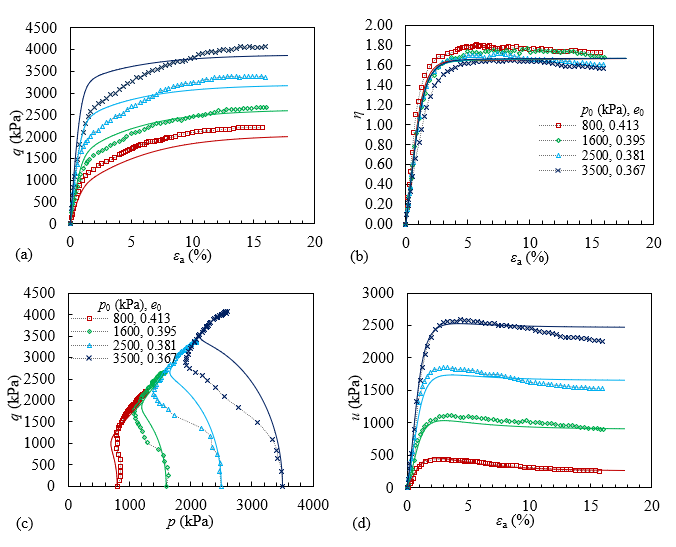 4500
4000
3500
3000
2500
2000
1500
1000
500
0
q (kPa)
0 5 10 15 20
εa (%)
(a)
2.00
1.80
1.60
1.40
1.20
1.00
0.80
0.60
0.40
0.20
0.00
η
p0 (kPa), e0
800, 0.413
1600, 0.395
2500, 0.381
3500, 0.367
0 5 10 15 20
εa (%)
(b)
4500
4000
3500
3000
2500
2000
1500
1000
500
0
q (kPa)
p0 (kPa), e0
800, 0.413
1600, 0.395
2500, 0.381
3500, 0.367
0 1000 2000 3000 4000
p (kPa)
(c)
3000
2500
2000
1500
1000
500
0
u (kPa)
0 5 10 15 20
εa (%)
(d)